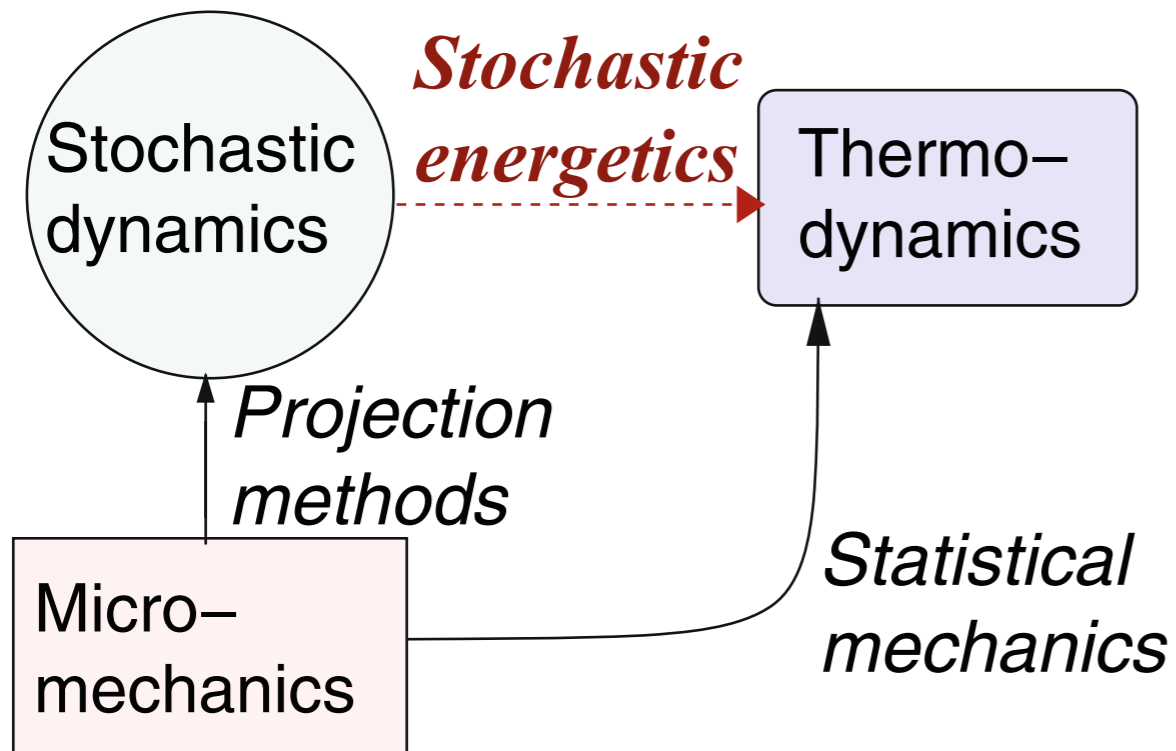 Stochastic
energetics
Stochastic
dynamics
Thermo–
dynamics
Projection
methods
Micro–
mechanics
Statistical
mechanics